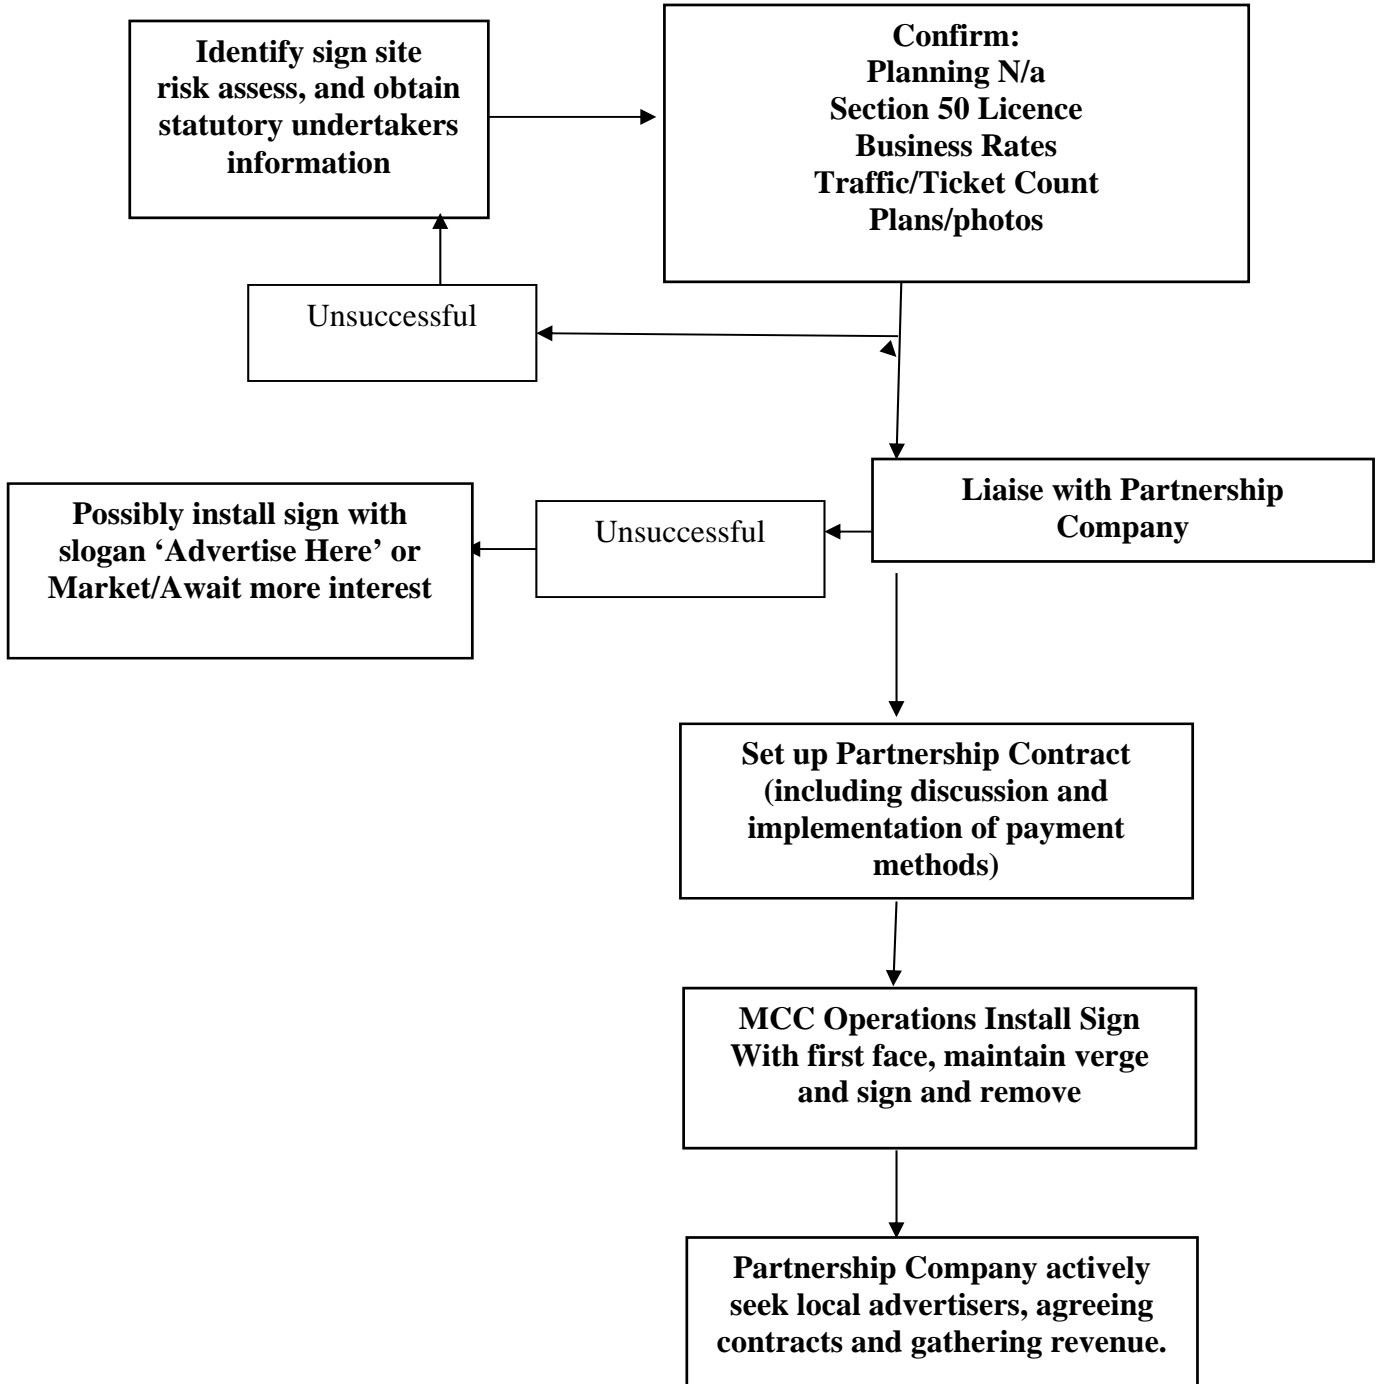 Identify sign site
risk assess, and obtain
statutory undertakers
information
Confirm:
Planning N/a
Section 50 Licence
Business Rates
Traffic/Ticket Count
Plans/photos
Unsuccessful
Liaise with Partnership
Company
Unsuccessful
Possibly install sign with
slogan ‘Advertise Here’ or
Market/Await more interest
Set up Partnership Contract
(including discussion and
implementation of payment
methods)
MCC Operations Install Sign
With first face, maintain verge
and sign and remove
Partnership Company actively
seek local advertisers, agreeing
contracts and gathering revenue.